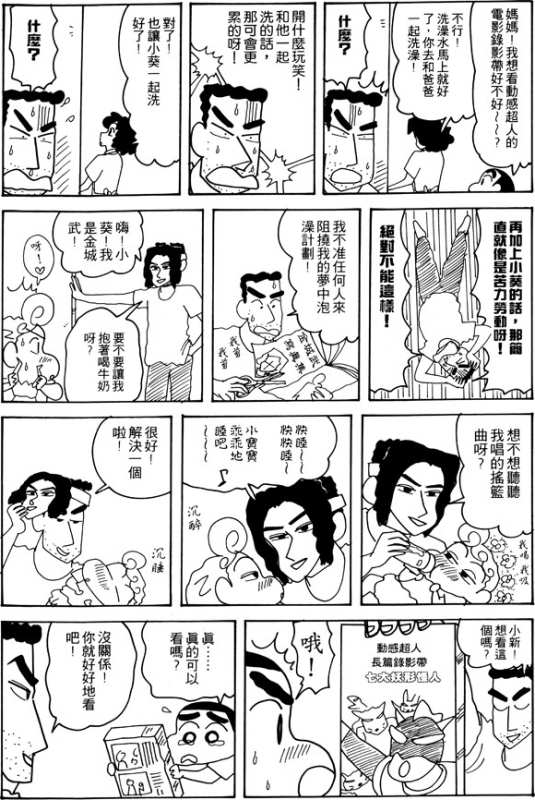 媽媽！我想看動感超人的
電影錄影帶好不好～～～？
不行！
洗澡水馬上就好
了，你去和爸爸
一起洗澡！
什麼？
開什麼玩笑！
和他一起
洗的話，
那可會更
累的呀！
對了！
也讓小葵一起洗
好了！
什麼？
再加上小葵的話，那簡
直就像是苦力勞動呀！
絕對不能這樣！
我不准任何人來
阻撓我的夢中泡
澡計劃！
嗨！小
葵！我
是金城
武！
呀！
要不要讓我
抱著喝牛奶
呀？
想不想聽聽
我唱的搖籃
曲呀？
我喝 我吸
快睡～～
快快睡～
小寶寶
乖乖地
睡吧
～～～
沉醉
很好！
解決一個
啦！
沉睡
小新！
想看這
個嗎？
動感超人
長篇錄影帶
七大妖形怪人
哦！
真……
真的可以
看嗎？
沒關係！
你就好好地看
吧！